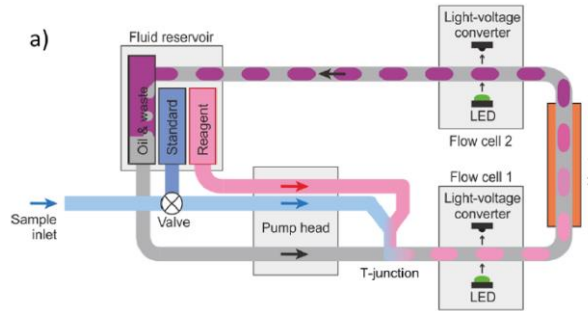 a)
Fluid reservoir
Oil & waste
Standard
Reagent
Sample
inlet
Valve
Pump head
T-junction
Light-voltage
converter
LED
Flow cell 2
Flow cell 1
Light-voltage
converter
LED